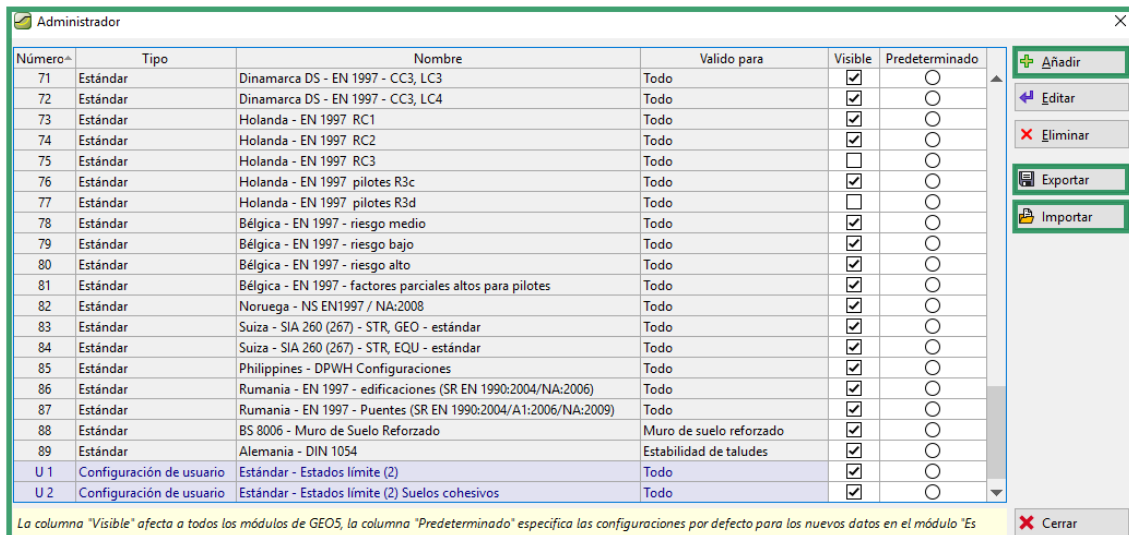 Administrador
Número Tipo Nombre Valido para Visible Predeterminado
71 Estándar Dinamarca DS - EN 1997 - CC3, LC3 Todo
72 Estándar Dinamarca DS - EN 1997 - CC3, LC4 Todo
73 Estándar Holanda - EN 1997 RC1 Todo
74 Estándar Holanda - EN 1997 RC2 Todo
75 Estándar Holanda - EN 1997 RC3 Todo
76 Estándar Holanda - EN 1997 pilotes R3c Todo
77 Estándar Holanda - EN 1997 pilotes R3d Todo
78 Estándar Bélgica - EN 1997 - riesgo medio Todo
79 Estándar Bélgica - EN 1997 - riesgo bajo Todo
80 Estándar Bélgica - EN 1997 - riesgo alto Todo
81 Estándar Bélgica - EN 1997 - factores parciales altos para pilotes Todo
82 Estándar Noruega - NS EN1997 / NA:2008 Todo
83 Estándar Suiza - SIA 260 (267) - STR, GEO - estándar Todo
84 Estándar Suiza - SIA 260 (267) - STR, EQU - estándar Todo
85 Estándar Philippines - DPWH Configuraciones Todo
86 Estándar Rumania - EN 1997 - edificaciones (SR EN 1990:2004/NA:2006) Todo
87 Estándar Rumania - EN 1997 - Puentes (SR EN 1990:2004/A1:2006/NA:2009) Todo
88 Estándar BS 8006 - Muro de Suelo Reforzado Muro de suelo reforzado
89 Estándar Alemania - DIN 1054 Estabilidad de taludes
U 1 Configuración de usuario Estándar - Estados límite (2) Todo
U 2 Configuración de usuario Estándar - Estados límite (2) Suelos cohesivos Todo
La columna "Visible" afecta a todos los módulos de GEO5, la columna "Predeterminado" especifica las configuraciones por defecto para los nuevos datos en el módulo "Es
Añadir
Editar
Eliminar
Exportar
Importar
Cerrar